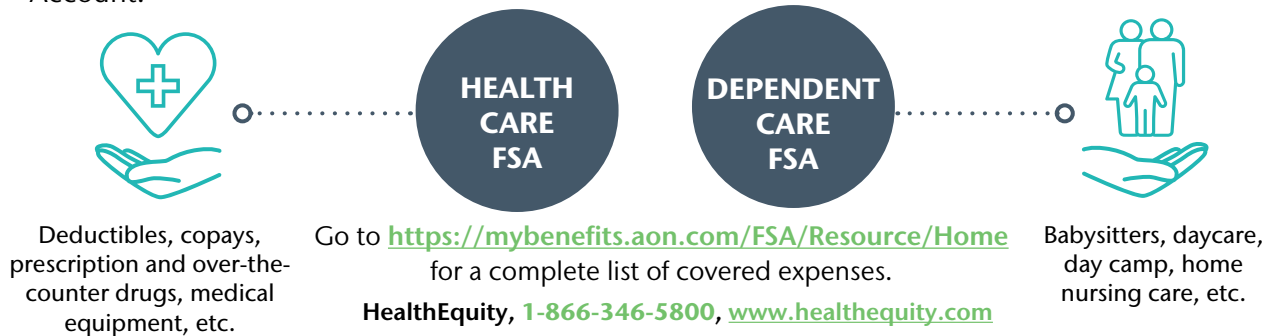 Account.
HEALTH
CARE
FSA
DEPENDENT
CARE
FSA
Deductibles, copays,
prescription and over-the-
counter drugs, medical
equipment, etc.
Go to https://mybenefits.aon.com/FSA/Resource/Home
for a complete list of covered expenses.
HealthEquity, 1-866-346-5800, www.healthequity.com
Babysitters, daycare,
day camp, home
nursing care, etc.